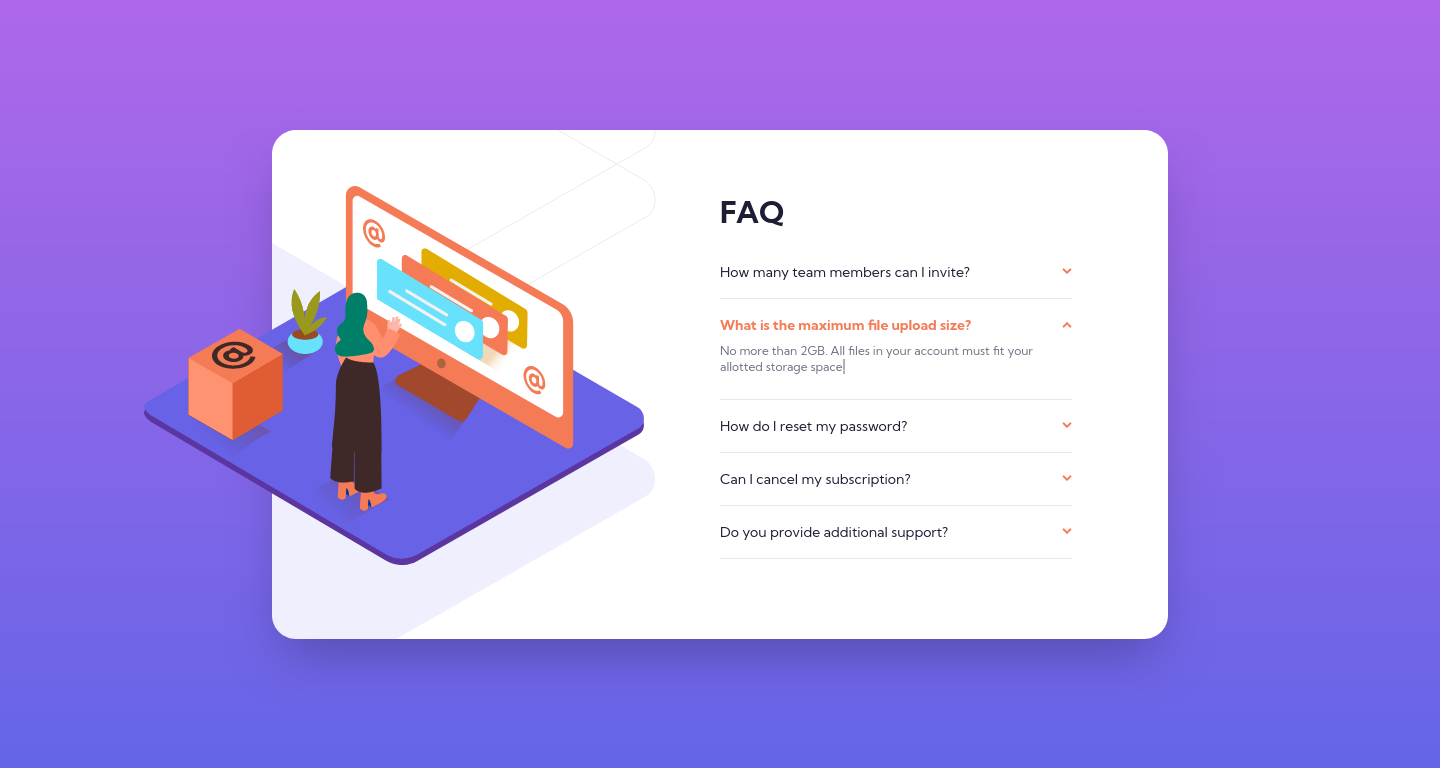 @
@
@
FAQ
How many team members can I invite?
What is the maximum file upload size?
No more than 2GB. All files in your account must fit your
allotted storage space
How do I reset my password?
Can I cancel my subscription?
Do you provide additional support?